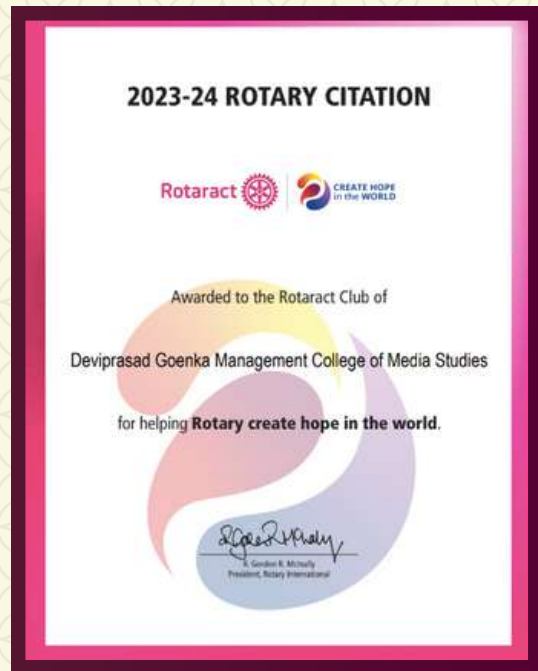 2023-24 ROTARY CITATION
Rotaract
CREATE HOPE
in the WORLD
Awarded to the Rotaract Club of
Deviprasad Goenka Management College of Media Studies
for helping Rotary create hope in the world.
R. Gordon R. McInally
President, Rotary International